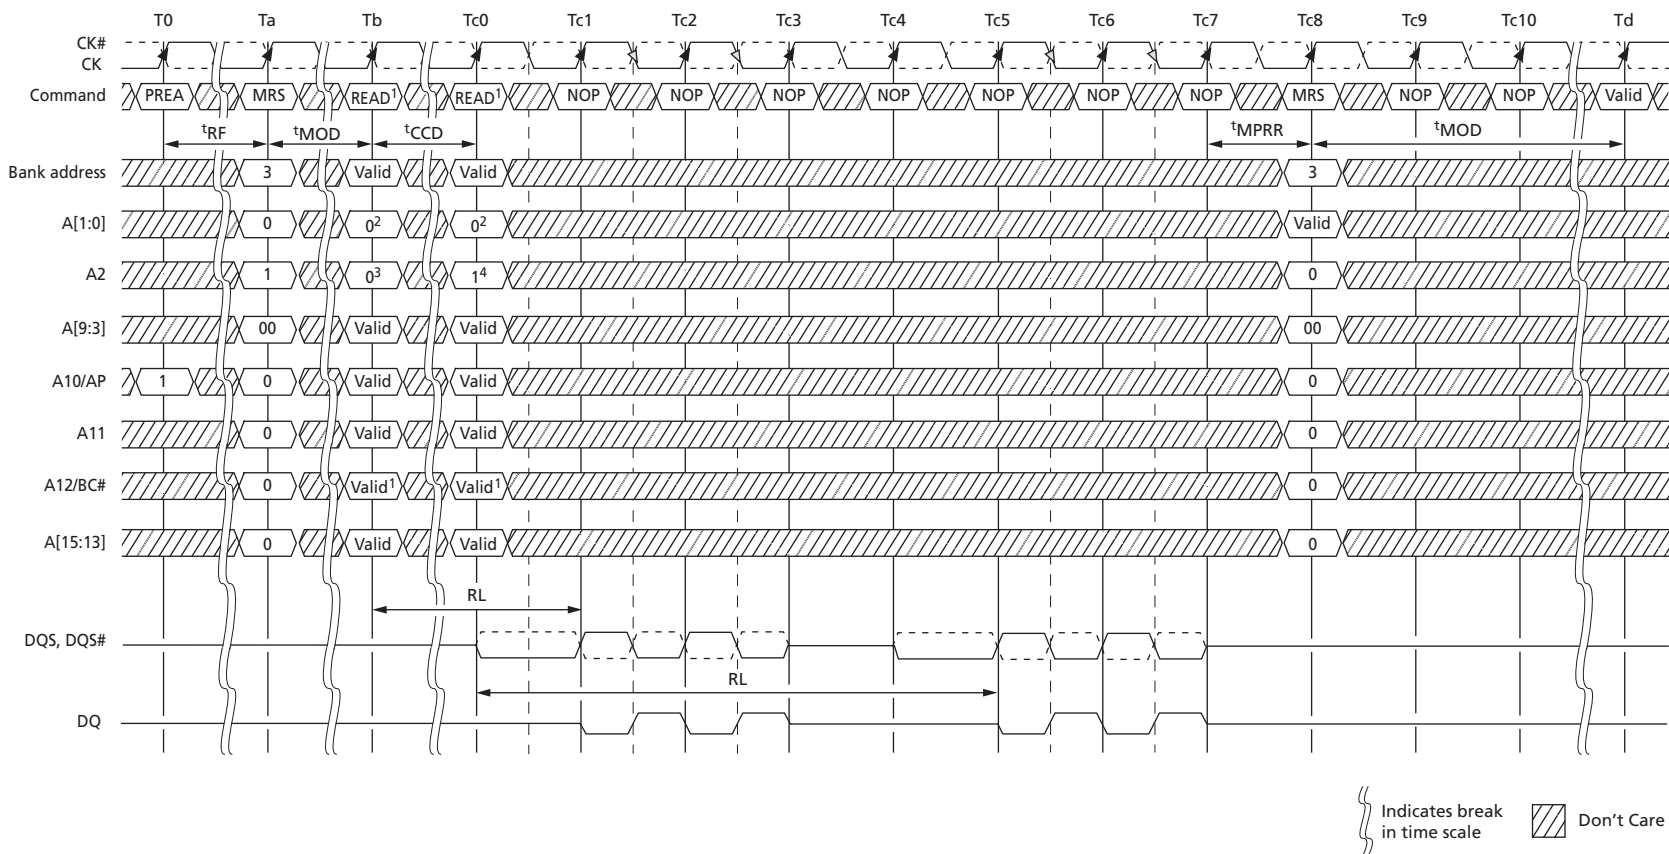 T0 Ta Tb Tc0 Tc1 Tc2 Tc3 Tc4 Tc5 Tc6 Tc7 Tc8 Tc9 Tc10 Td
CK#
CK
Command PREA MRS READ¹ READ¹ NOP NOP NOP NOP NOP NOP NOP MRS NOP NOP Valid
tRF tMOD tCCD tMPRR tMOD
Bank address 3 Valid Valid 3
A[1:0] 0 0² 0² Valid
A2 1 0³ 1⁴ 0
A[9:3] 00 Valid Valid 00
A10/AP 1 0 Valid Valid 0
A11 0 Valid Valid 0
A12/BC# 0 Valid¹ Valid¹ 0
A[15:13] 0 Valid Valid 0
RL
DQS, DQS#
RL
DQ
Indicates break
in time scale
Don't Care